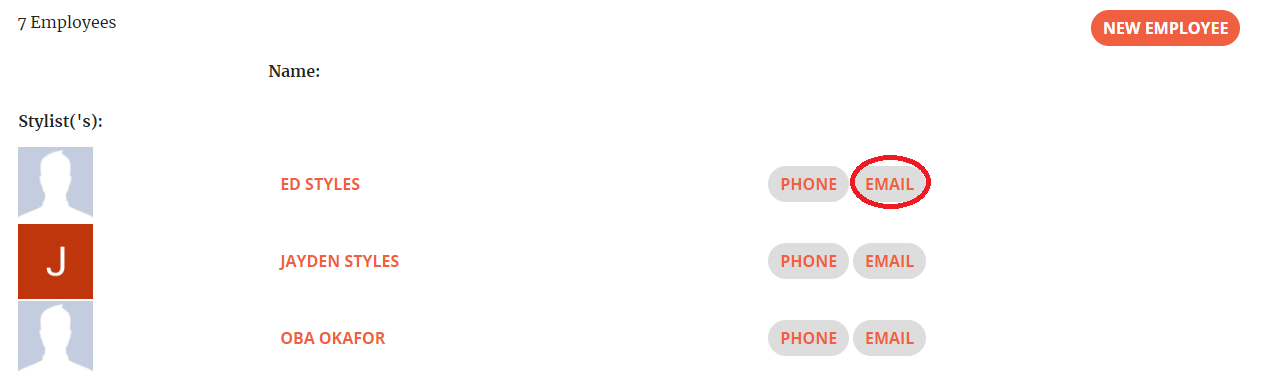 7 Employees
NEW EMPLOYEE
Name:
Stylist('s):
ED STYLES PHONE EMAIL
J JAYDEN STYLES PHONE EMAIL
OBA OKAFOR PHONE EMAIL